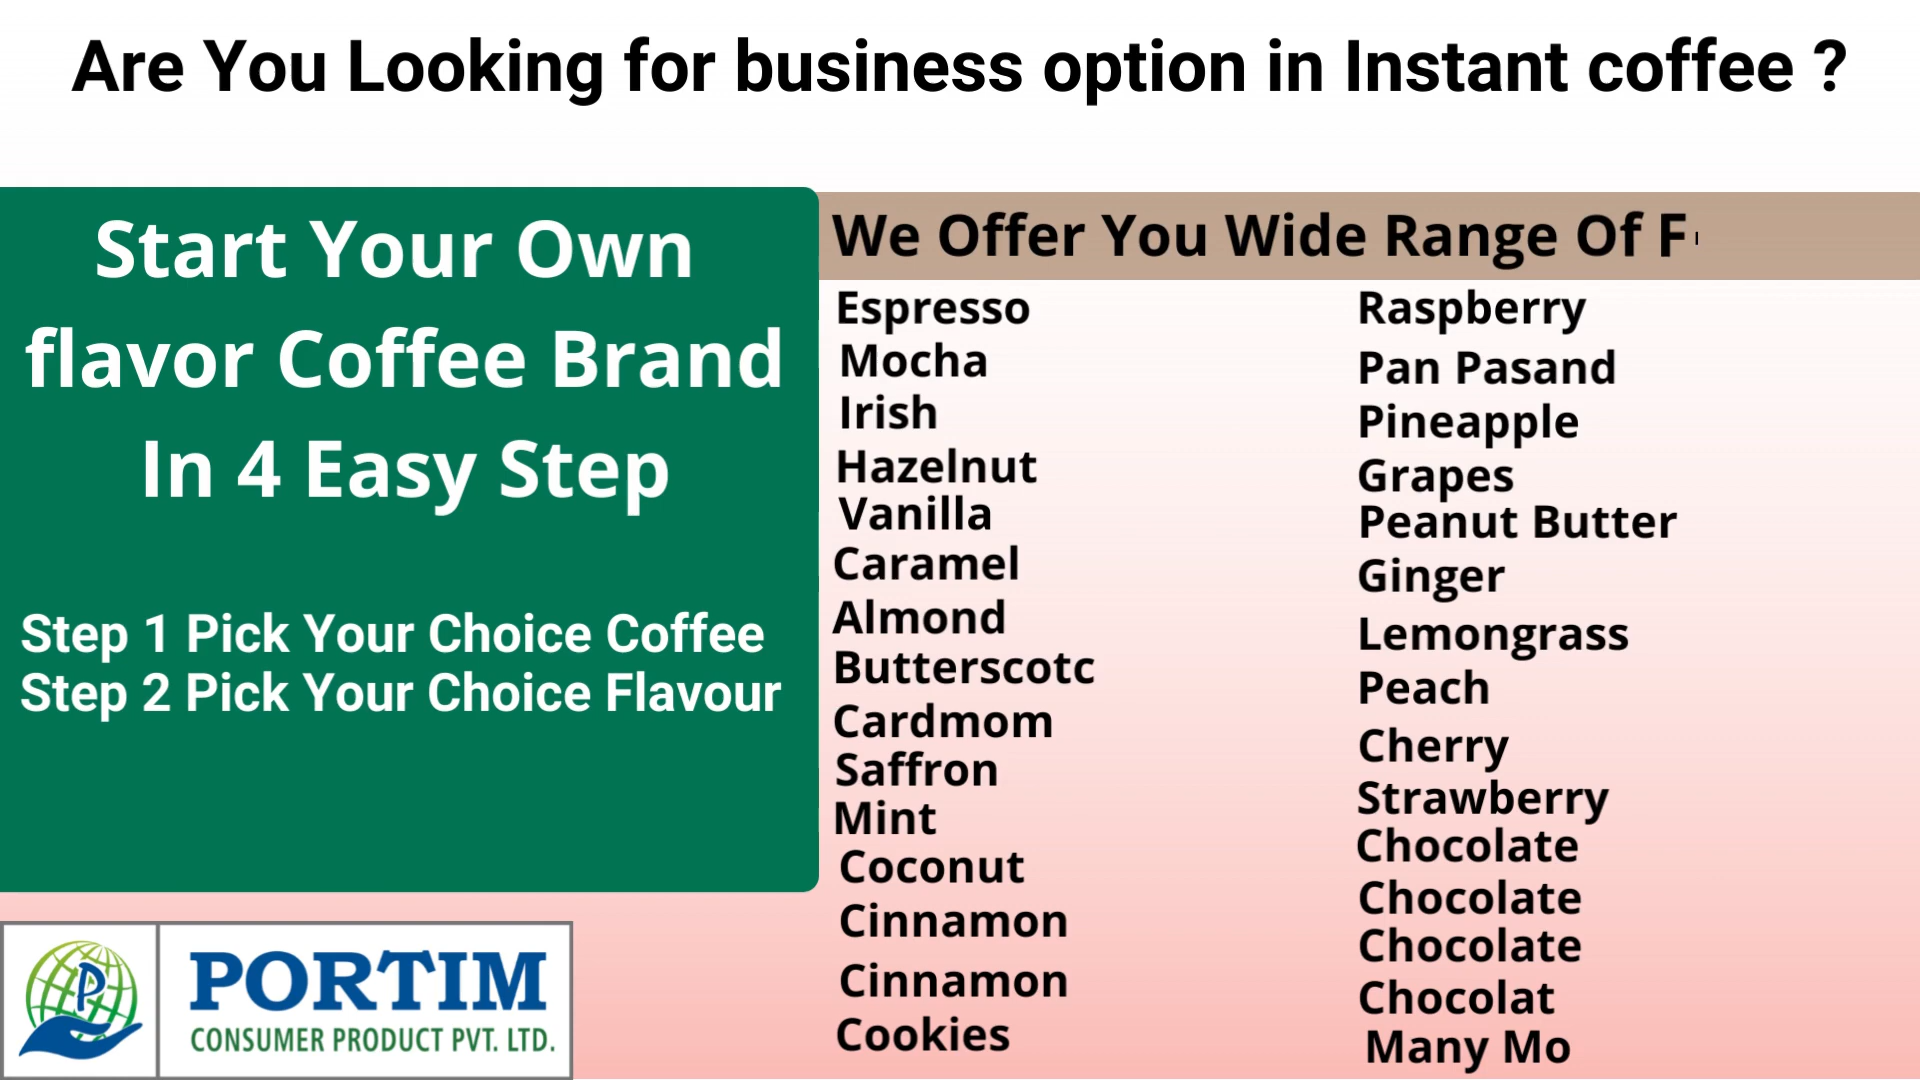 Are You Looking for business option in Instant coffee ?
Start Your Own
flavor Coffee Brand
In 4 Easy Step
Step 1 Pick Your Choice Coffee
Step 2 Pick Your Choice Flavour
We Offer You Wide Range Of F
Espresso
Mocha
Irish
Hazelnut
Vanilla
Caramel
Almond
Butterscotc
Cardmom
Saffron
Mint
Coconut
Cinnamon
Cinnamon
Cookies
Raspberry
Pan Pasand
Pineapple
Grapes
Peanut Butter
Ginger
Lemongrass
Peach
Cherry
Strawberry
Chocolate
Chocolate
Chocolate
Chocolat
Many Mo
P
PORTIM
CONSUMER PRODUCT PVT. LTD.